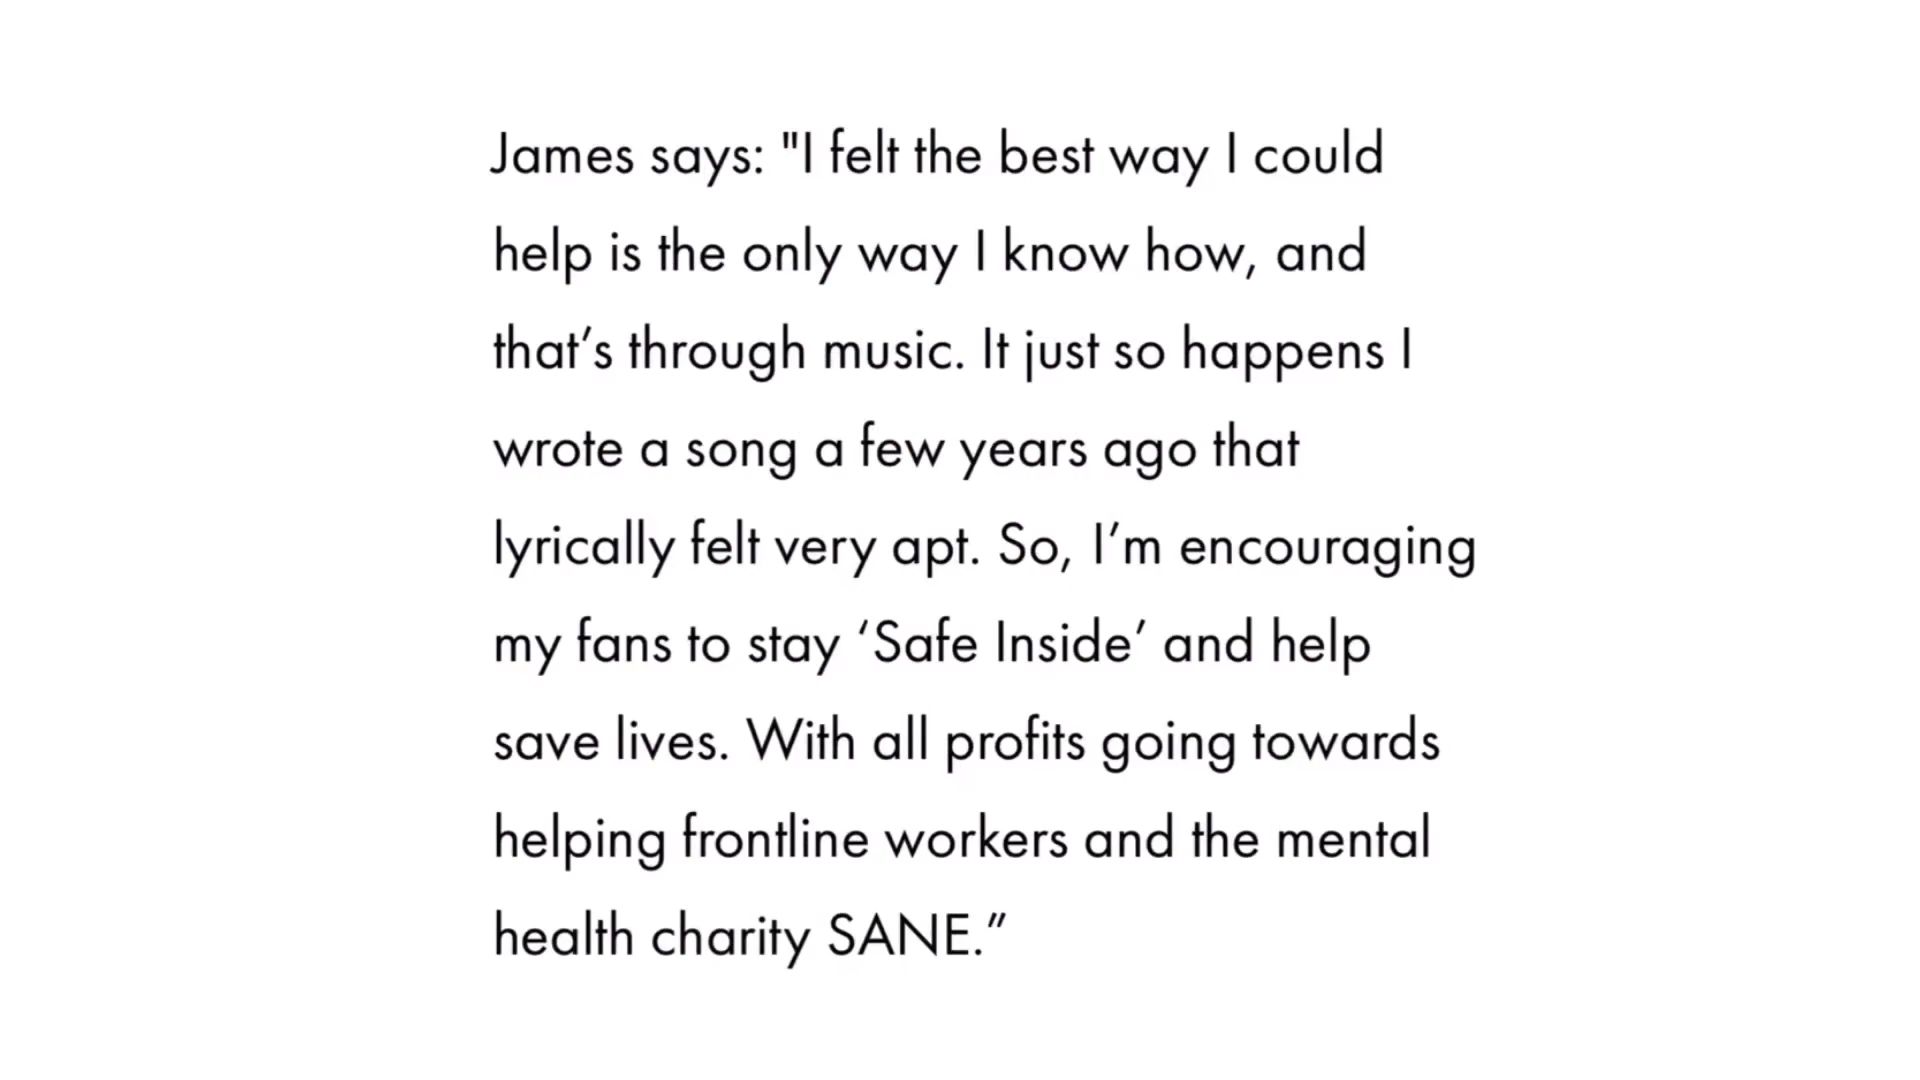 James says: "I felt the best way I could
help is the only way I know how, and
that’s through music. It just so happens I
wrote a song a few years ago that
lyrically felt very apt. So, I’m encouraging
my fans to stay ‘Safe Inside’ and help
save lives. With all profits going towards
helping frontline workers and the mental
health charity SANE.”